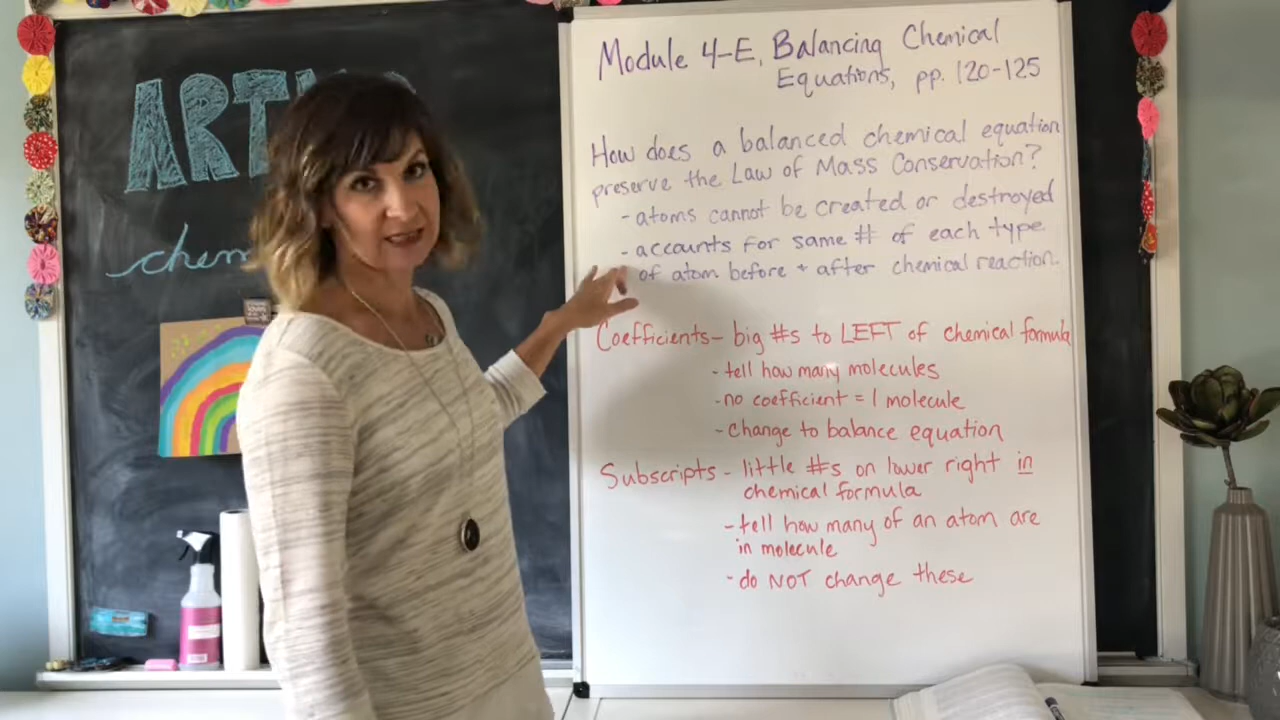 ART
chem
Module 4-E, Balancing Chemical
Equations, pp. 120-125
How does a balanced chemical equation
preserve the Law of Mass Conservation?
- atoms cannot be created or destroyed
- accounts for same # of each type
of atom before + after chemical reaction.
Coefficients- big #s to LEFT of chemical formula
- tell how many molecules
- no coefficient = 1 molecule
- change to balance equation
Subscripts - little #s on lower right in
chemical formula
- tell how many of an atom are
in molecule
- do NOT change these